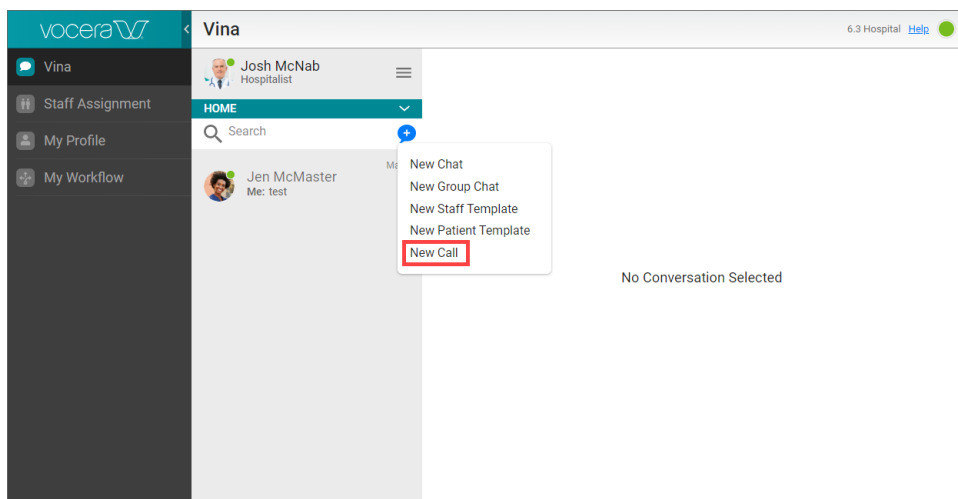 vocera
Vina
6.3 Hospital Help
Vina
Staff Assignment
My Profile
My Workflow
Josh McNab
Hospitalist
HOME
Search
Jen McMaster
Me: test
New Chat
New Group Chat
New Staff Template
New Patient Template
New Call
No Conversation Selected